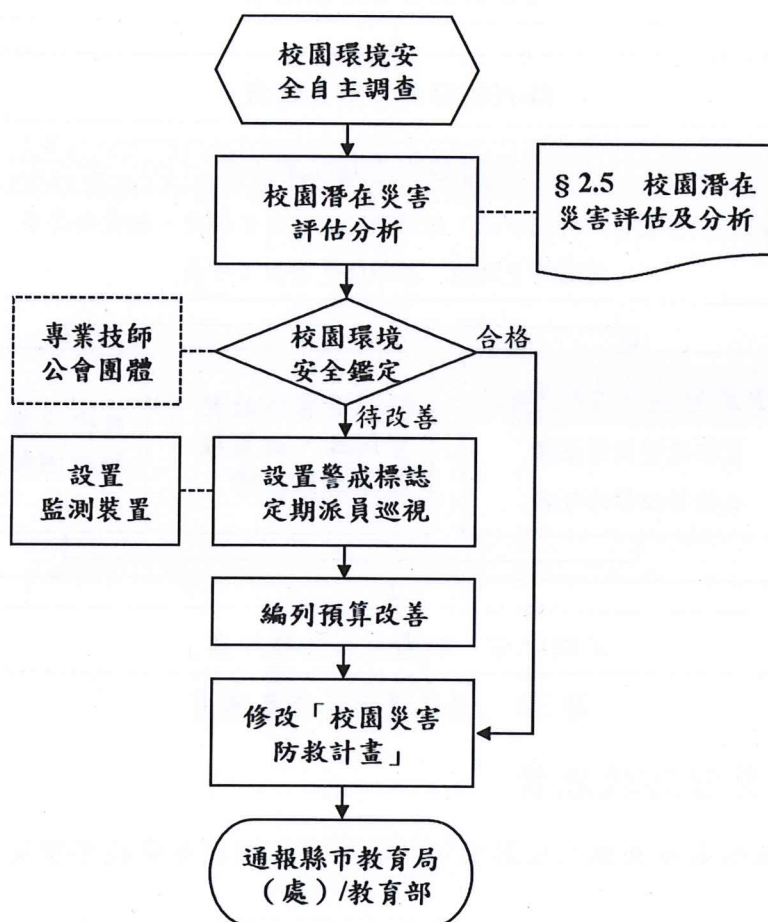 校園環境安
全自主調查
校園潛在災害
評估分析
§ 2.5 校園潛在
災害評估及分析
專業技師
公會團體
校園環境
安全鑑定
合格
待改善
設置
監測裝置
設置警戒標誌
定期派員巡視
編列預算改善
修改「校園災害
防救計畫」
通報縣市教育局
（處）/教育部